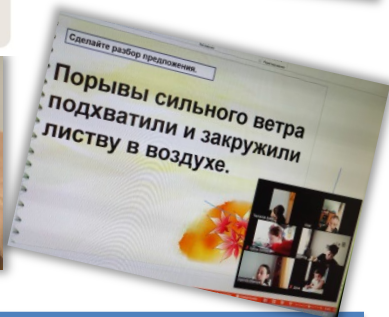 Сделайте разбор предложения.
Порывы сильного ветра
подхватили и закружили
листву в воздухе.